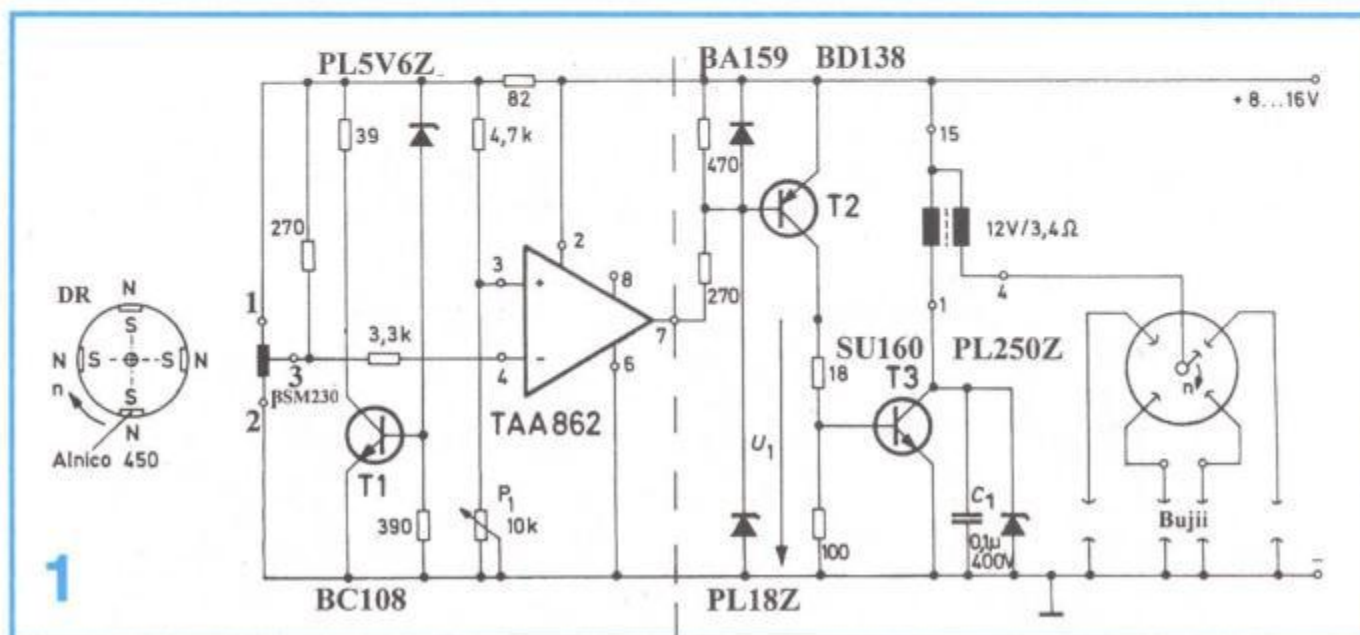 PL5V6Z
BA159 BD138
82
+ 8...16V
39
4,7k
470
15
T2
270
2
12V/3,4Ω
3
8
+
270
4
DR
N
S
N S S N
n
S
N
Alnico 450
1
3
βSM230
2
3,3k
4
-
6
7
TAA862
1
SU160 PL250Z
18
T3
n
U1
T1
P1
10k
390
C1
0,1µ
400V
Bujii
100
-
1
BC108
PL18Z